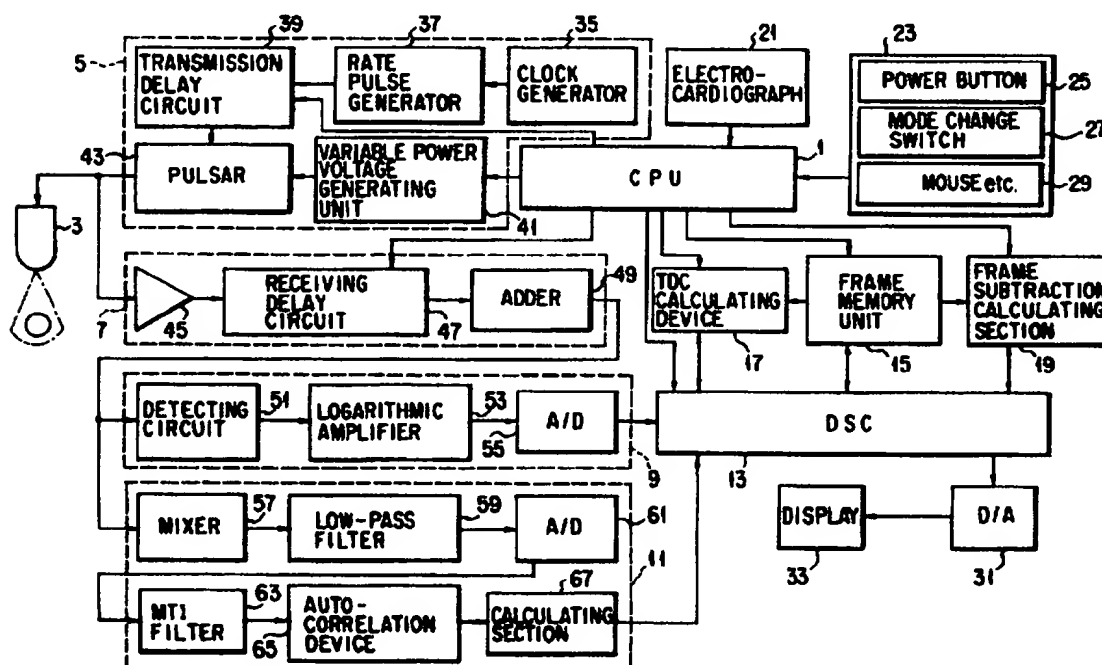 39
37
35
21
23
5
TRANSMISSION
DELAY
CIRCUIT
RATE
PULSE
GENERATOR
CLOCK
GENERATOR
ELECTRO-
CARDIOGRAPH
POWER BUTTON
25
MODE CHANGE
SWITCH
27
MOUSE etc.
29
43
PULSAR
VARIABLE POWER
VOLTAGE
GENERATING
UNIT
41
1
CPU
3
7
45
RECEIVING
DELAY
CIRCUIT
47
ADDER
49
TDC CALCULATING
DEVICE
17
FRAME
MEMORY
UNIT
15
FRAME
SUBTRACTION
CALCULATING
SECTION
19
DETECTING
CIRCUIT
51
LOGARITHMIC
AMPLIFIER
53
A/D
55
9
DSC
13
MIXER
57
LOW-PASS
FILTER
59
A/D
61
11
DISPLAY
33
D/A
31
MTI
FILTER
63
AUTO-
CORRELATION
DEVICE
65
CALCULATING
SECTION
67